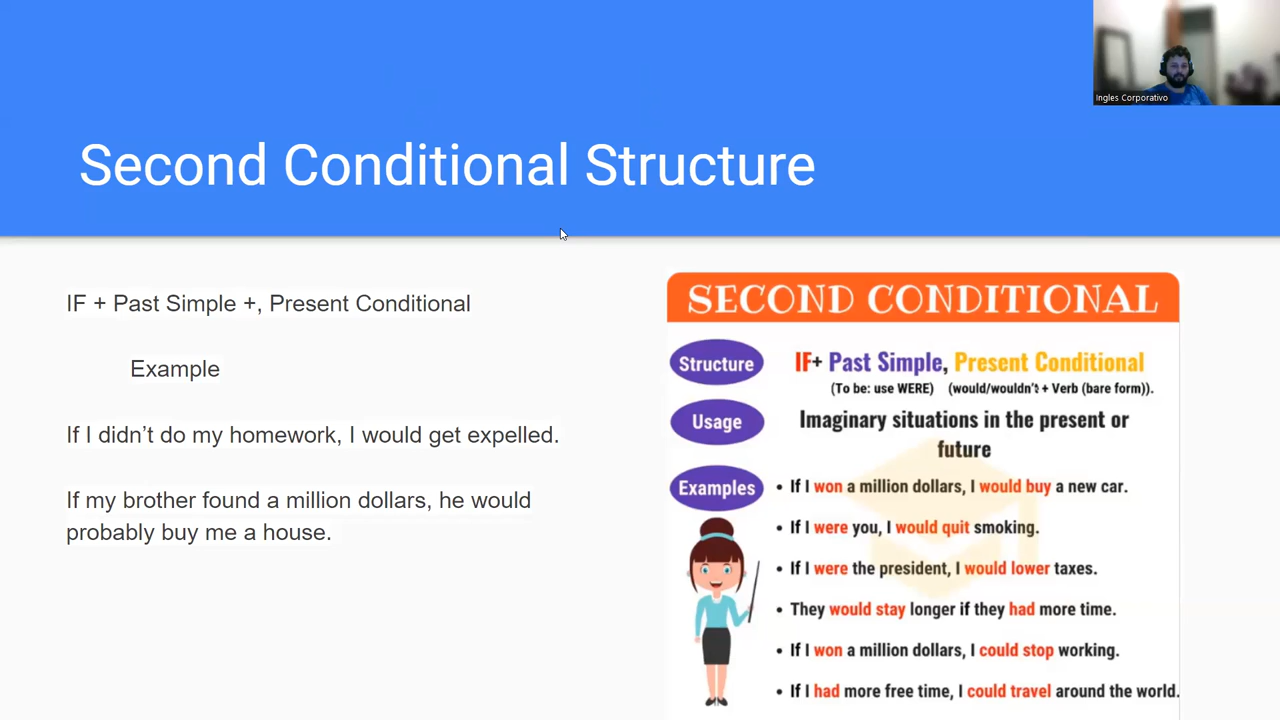 Ingles Corporativo
Second Conditional Structure
IF + Past Simple +, Present Conditional
Example
If I didn’t do my homework, I would get expelled.
If my brother found a million dollars, he would
probably buy me a house.
SECOND CONDITIONAL
Structure
IF+ Past Simple, Present Conditional
(To be: use WERE) (would/wouldn't + Verb (bare form)).
Usage
Imaginary situations in the present or
future
Examples
• If I won a million dollars, I would buy a new car.
• If I were you, I would quit smoking.
• If I were the president, I would lower taxes.
• They would stay longer if they had more time.
• If I won a million dollars, I could stop working.
• If I had more free time, I could travel around the world.